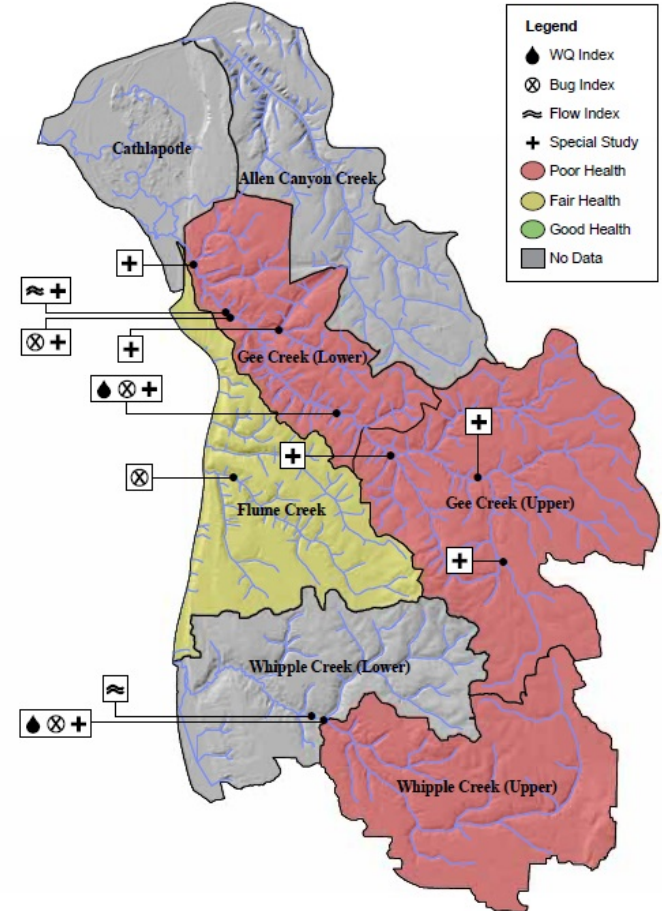 Legend
WQ Index
Bug Index
Flow Index
Special Study
Poor Health
Fair Health
Good Health
No Data
Cathlapotle
Allen Canyon Creek
Gee Creek (Lower)
Gee Creek (Upper)
Flume Creek
Whipple Creek (Lower)
Whipple Creek (Upper)